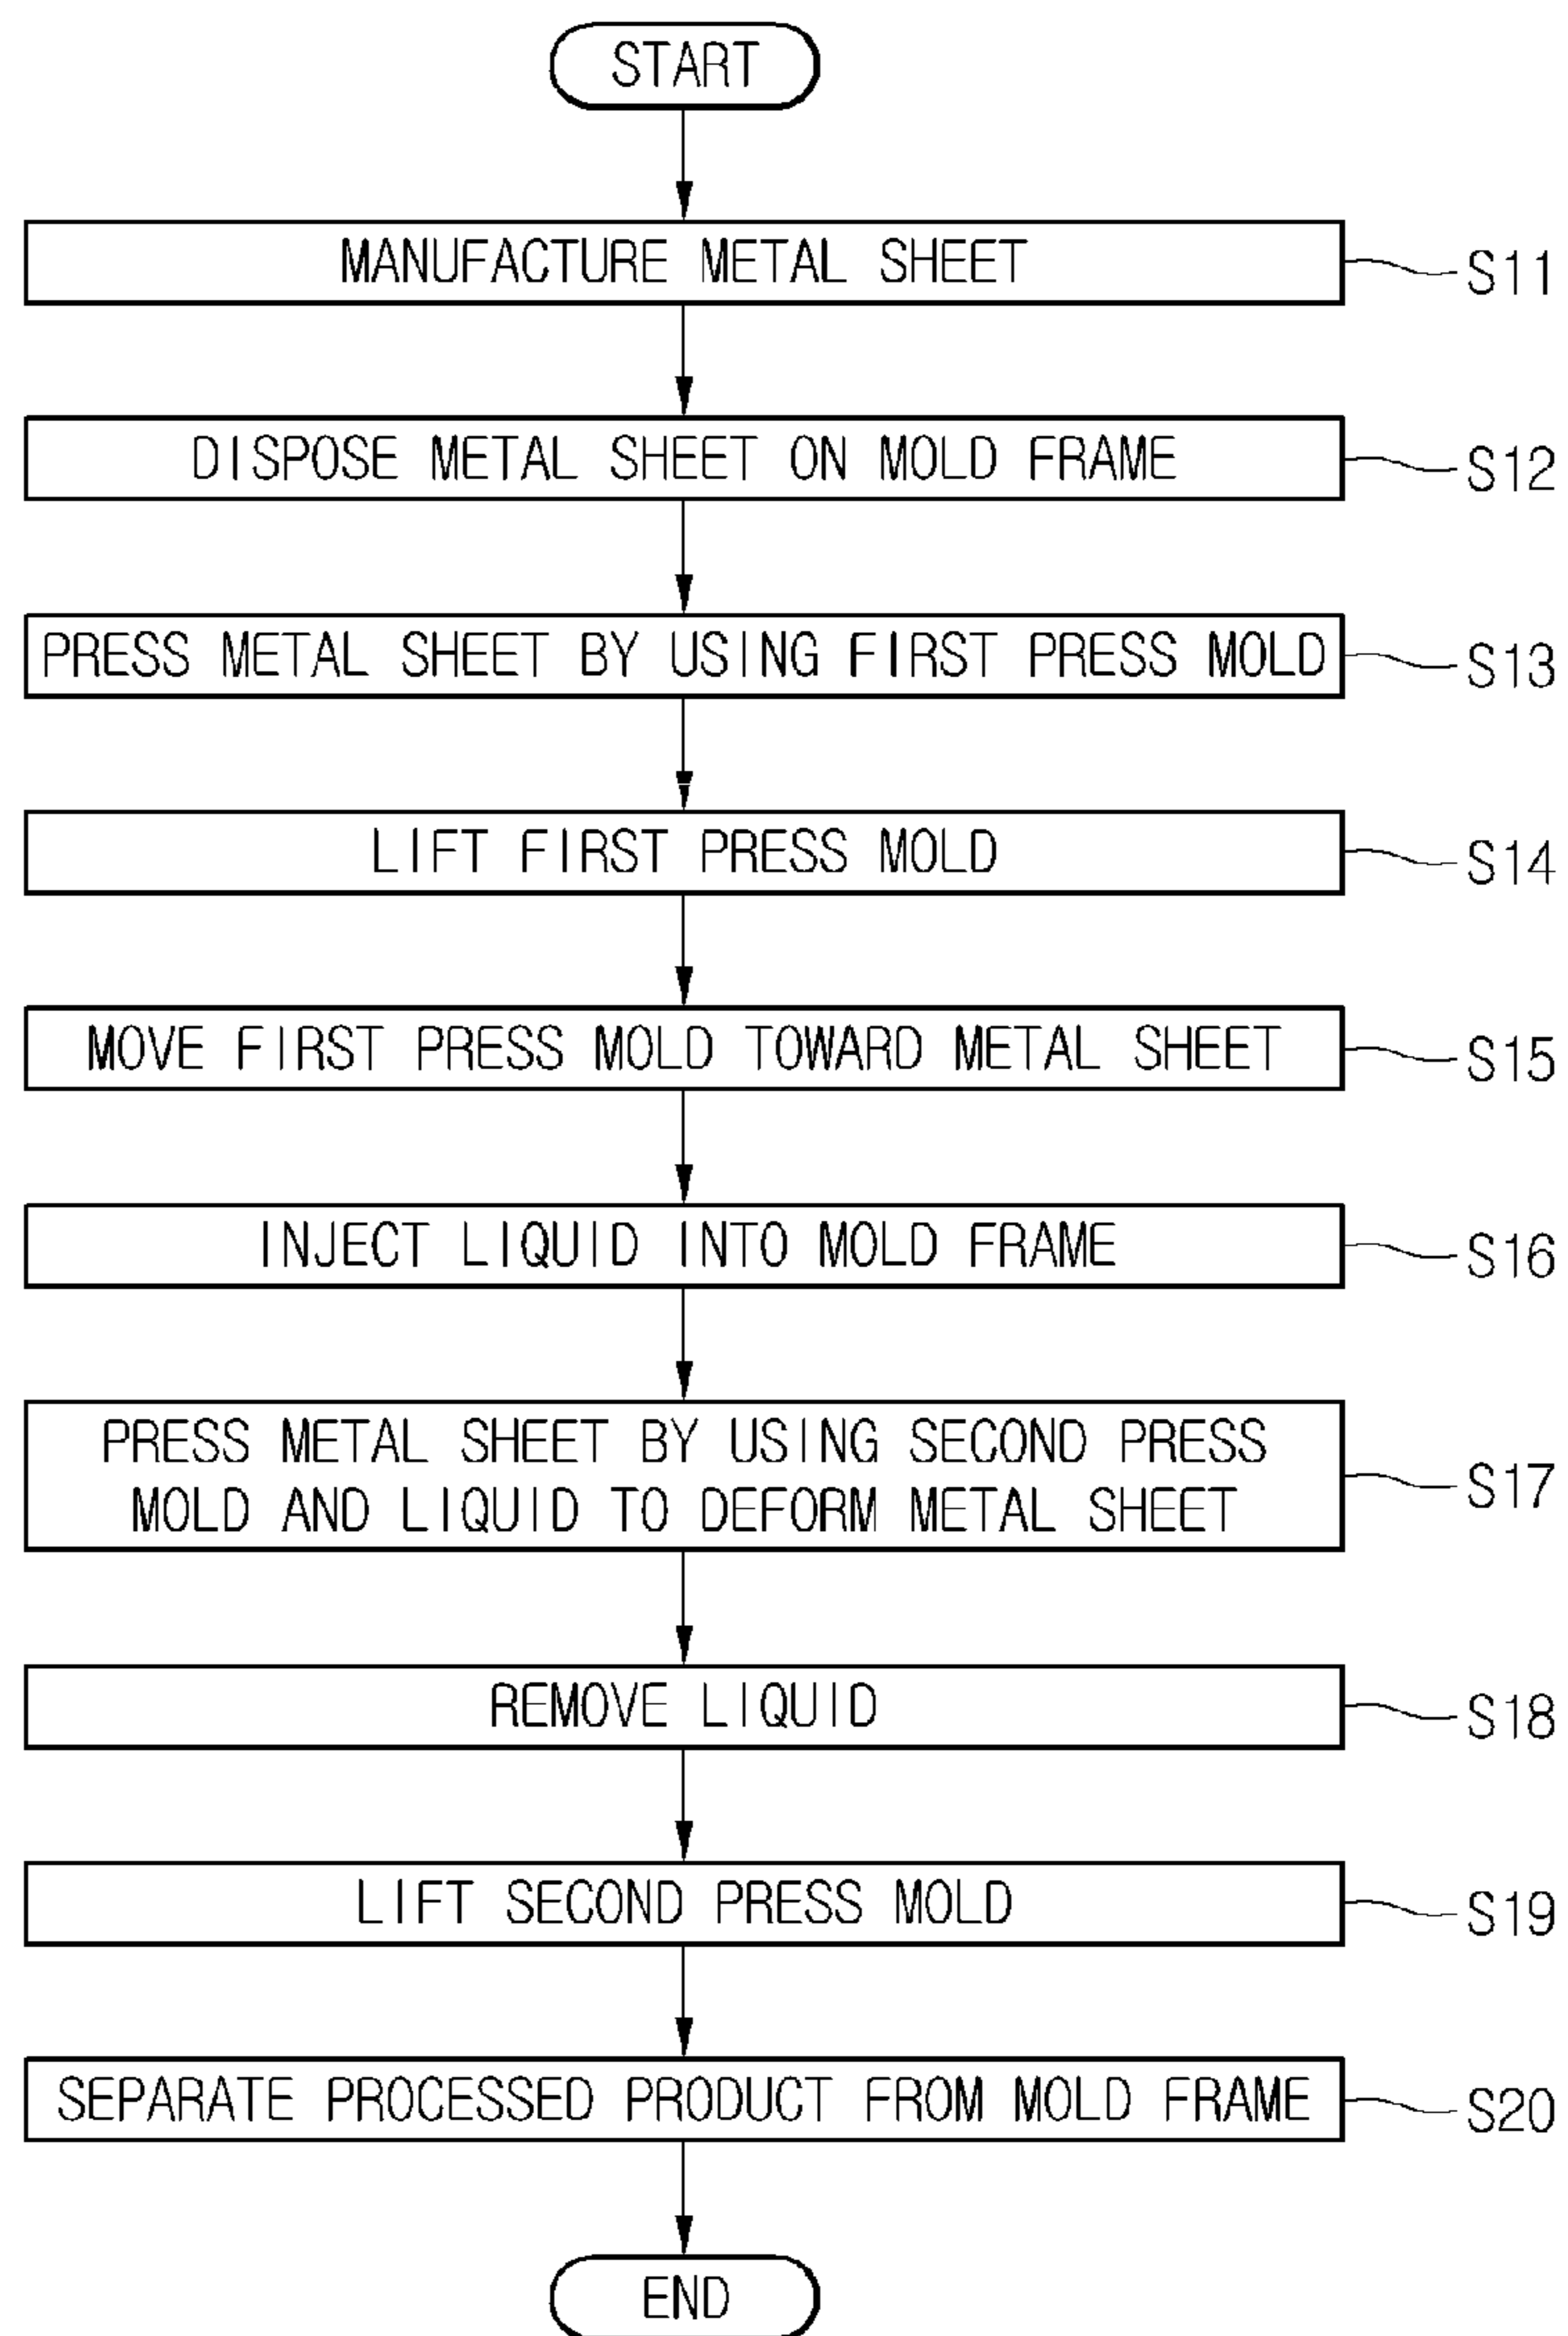 START
MANUFACTURE METAL SHEET
S11
DISPOSE METAL SHEET ON MOLD FRAME
S12
PRESS METAL SHEET BY USING FIRST PRESS MOLD
S13
LIFT FIRST PRESS MOLD
S14
MOVE FIRST PRESS MOLD TOWARD METAL SHEET
S15
INJECT LIQUID INTO MOLD FRAME
S16
PRESS METAL SHEET BY USING SECOND PRESS
MOLD AND LIQUID TO DEFORM METAL SHEET
S17
REMOVE LIQUID
S18
LIFT SECOND PRESS MOLD
S19
SEPARATE PROCESSED PRODUCT FROM MOLD FRAME
S20
END